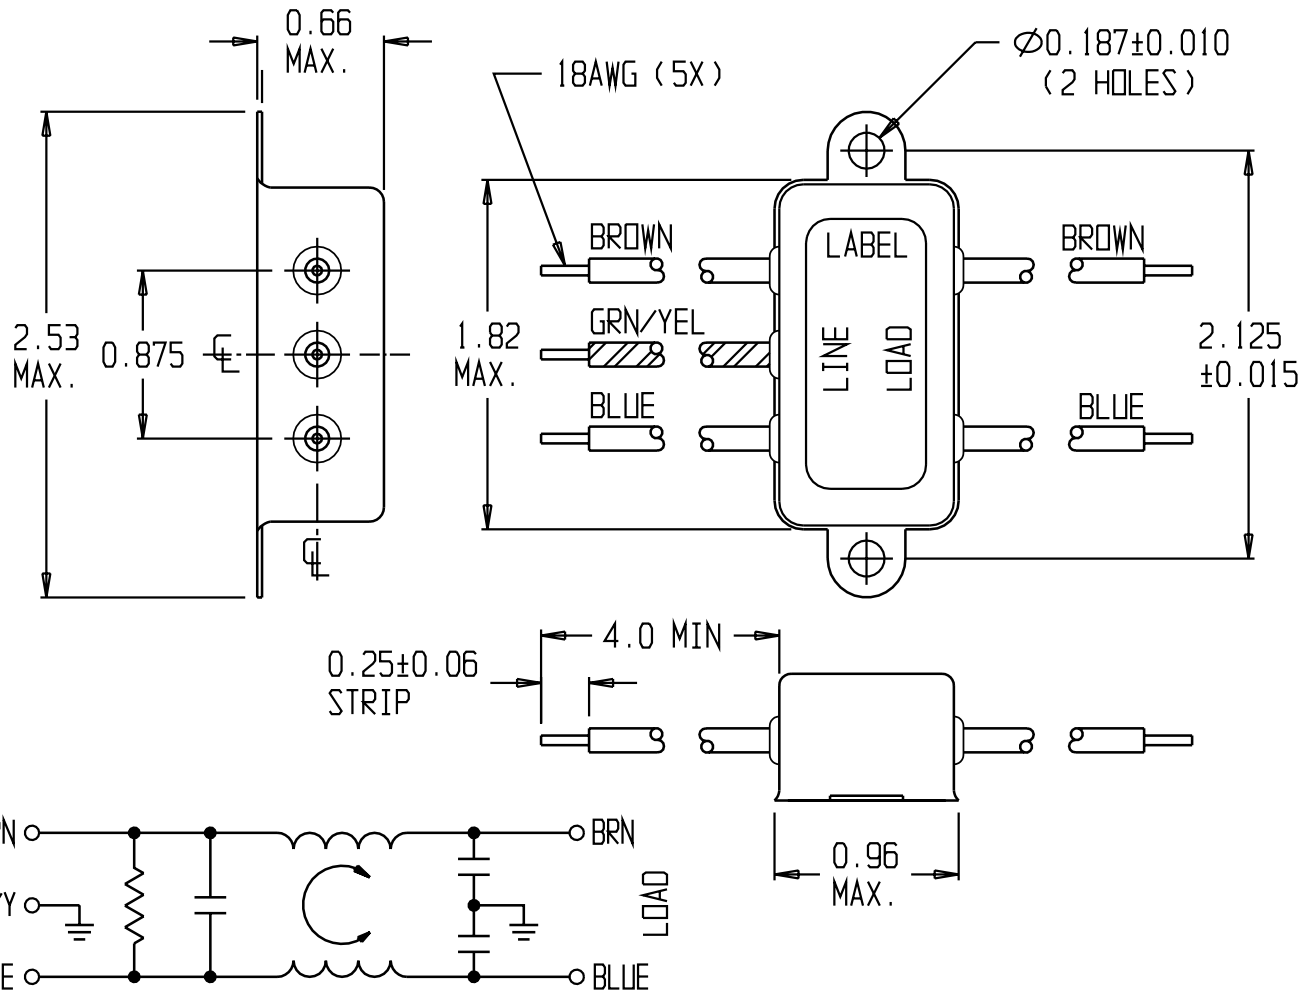 0.66
MAX.
18AWG (5X)
Ø0.187±0.010
(2 HOLES)
BROWN
BROWN
LABEL
GRN/YEL
2.53
MAX.
0.875
℄
1.82
MAX.
LINE
LOAD
2.125
±0.015
BLUE
BLUE
℄
4.0 MIN
0.25±0.06
STRIP
0.96
MAX.
N
BRN
Y
LOAD
E
BLUE